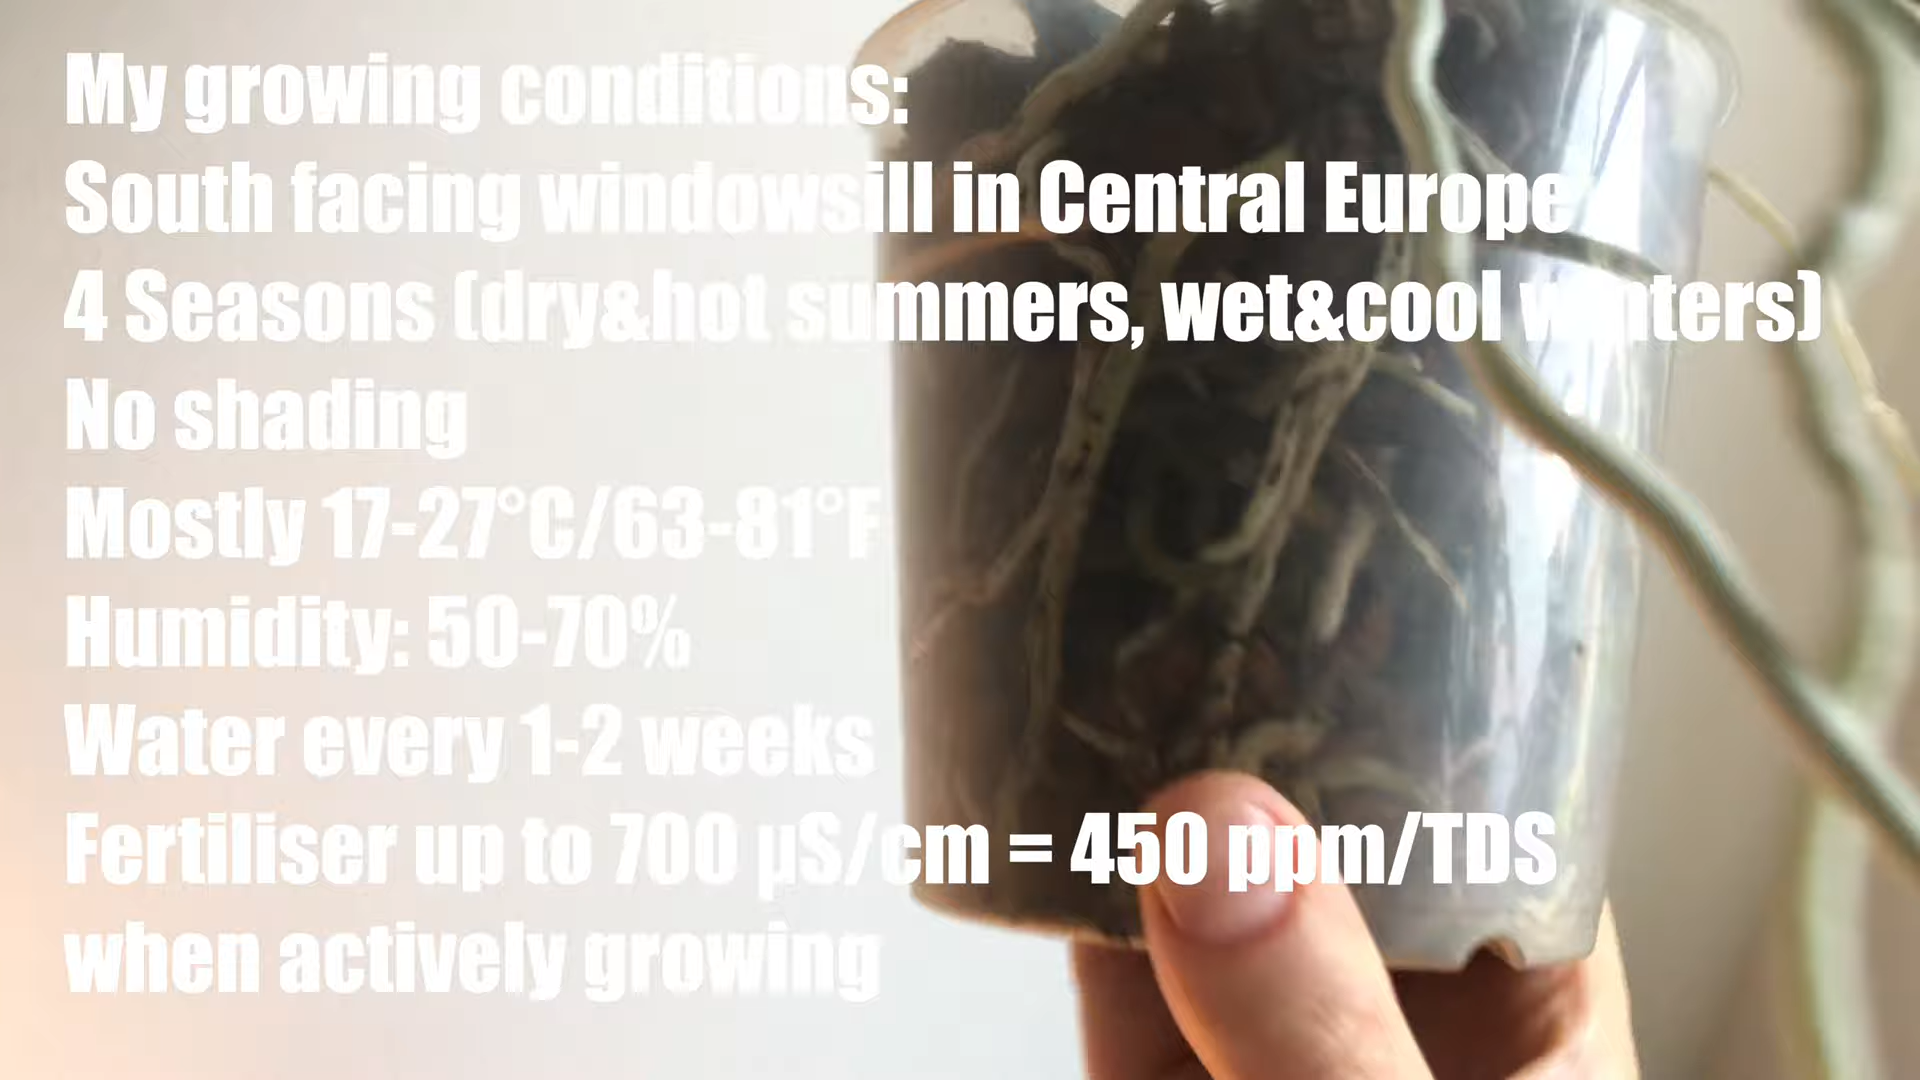 My growing conditions:
South facing windowsill in Central Europe
4 Seasons (dry&hot summers, wet&cool winters)
No shading
Mostly 17-27°C/63-81°F
Humidity: 50-70%
Water every 1-2 weeks
Fertiliser up to 700 µS/cm = 450 ppm/TDS
when actively growing